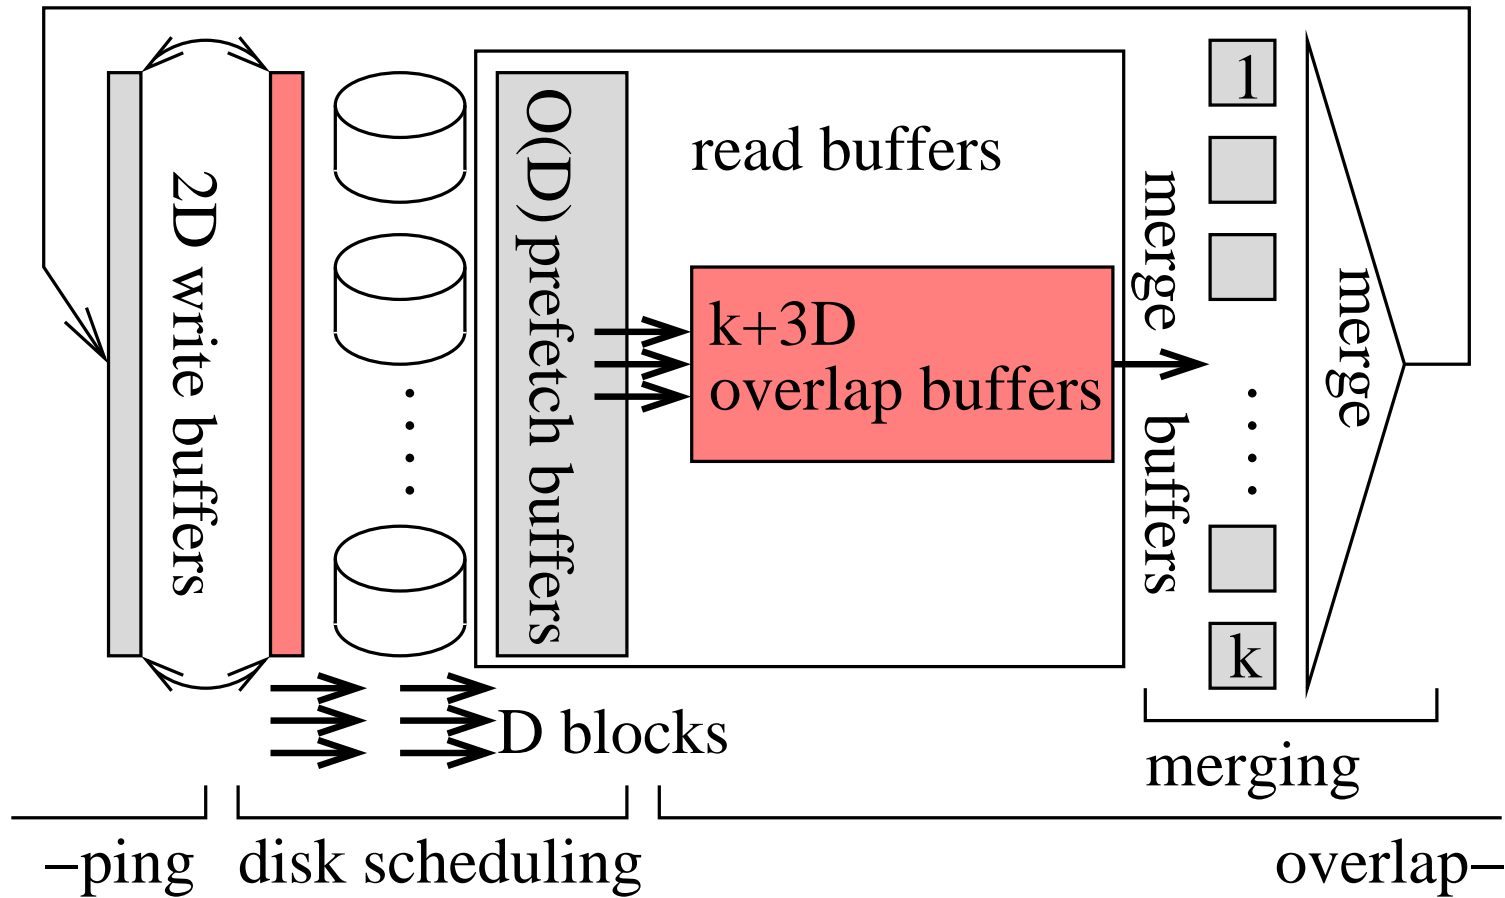 2D write buffers
O(D) prefetch buffers
read buffers
k+3D
overlap buffers
merge buffers
1
k
merge
D blocks
merging
–ping
disk scheduling
overlap–